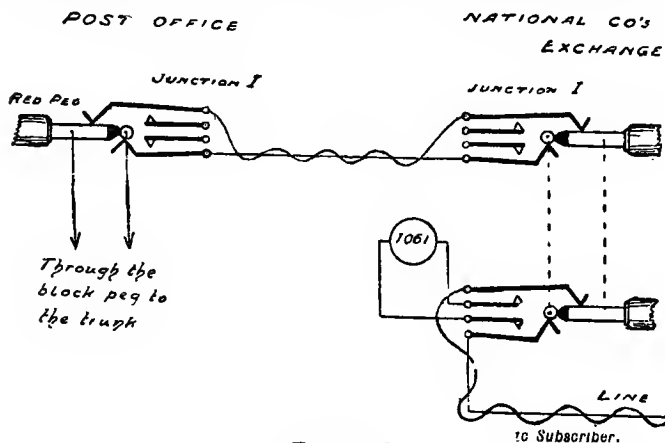 POST OFFICE
NATIONAL CO'S
EXCHANGE
JUNCTION I
JUNCTION I
RED PEG
1061
Through the
block peg to
the trunk
LINE
to Subscriber.